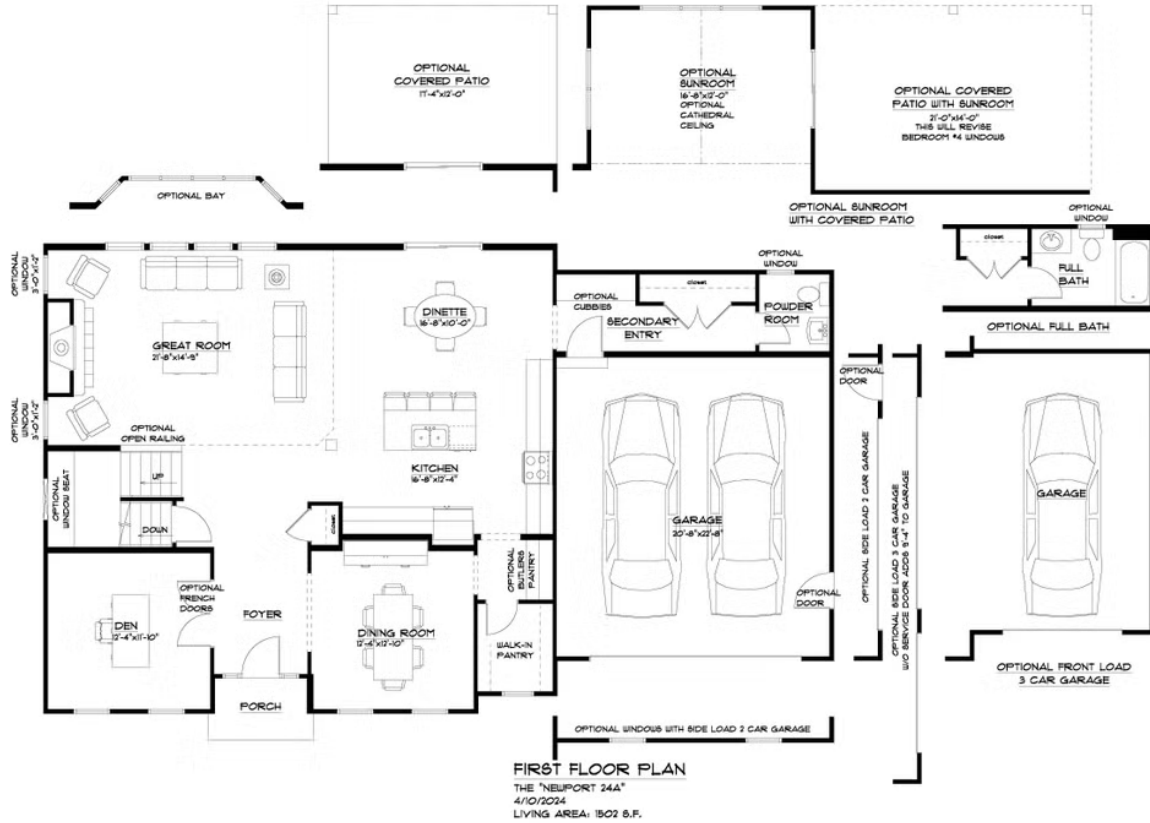 OPTIONAL
COVERED PATIO
17'-4"x12'-0"
OPTIONAL
SUNROOM
16'-8"x12'-0"
OPTIONAL
CATHEDRAL
CEILING
OPTIONAL COVERED
PATIO WITH SUNROOM
21'-0"x14'-0"
THIS WILL REVISE
BEDROOM #4 WINDOWS
OPTIONAL BAY
OPTIONAL SUNROOM
WITH COVERED PATIO
OPTIONAL
WINDOW
closet
FULL
BATH
OPTIONAL FULL BATH
OPTIONAL
WINDOW
3'-0"x1'-2"
OPTIONAL
WINDOW
OPTIONAL
CUBBIES
closet
POWDER
ROOM
SECONDARY
ENTRY
DINETTE
16'-8"x10'-0"
GREAT ROOM
21'-8"x14'-9"
OPTIONAL
WINDOW
3'-0"x1'-2"
OPTIONAL
OPEN RAILING
OPTIONAL
DOOR
KITCHEN
16'-8"x12'-4"
UP
OPTIONAL
WINDOW SEAT
DOWN
CLOSET
GARAGE
20'-8"x22'-8"
OPTIONAL SIDE LOAD 2 CAR GARAGE
OPTIONAL SIDE LOAD 3 CAR GARAGE
W/O SERVICE DOOR ADDS 9'-4" TO GARAGE
GARAGE
OPTIONAL
BUTLERS
PANTRY
OPTIONAL
FRENCH
DOORS
OPTIONAL
DOOR
DEN
12'-4"x11'-10"
FOYER
DINING ROOM
12'-4"x12'-10"
WALK-IN
PANTRY
PORCH
OPTIONAL FRONT LOAD
3 CAR GARAGE
OPTIONAL WINDOWS WITH SIDE LOAD 2 CAR GARAGE
FIRST FLOOR PLAN
THE "NEWPORT 24A"
4/10/2024
LIVING AREA: 1502 S.F.